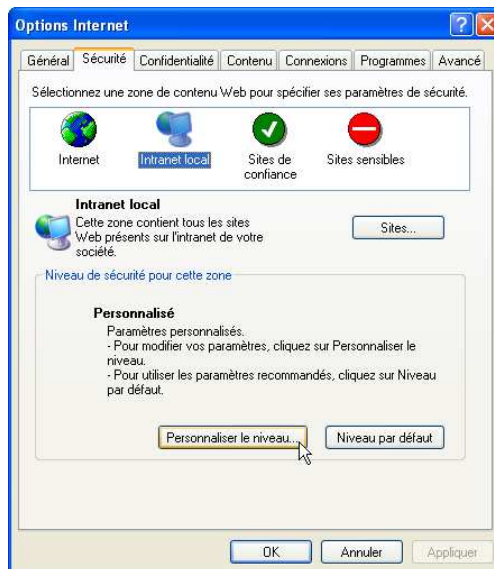 Options Internet
Général Sécurité Confidentialité Contenu Connexions Programmes Avancé
Sélectionnez une zone de contenu Web pour spécifier ses paramètres de sécurité.
Internet Intranet local Sites de confiance Sites sensibles
Intranet local
Cette zone contient tous les sites
Web présents sur l'intranet de votre
société.
Sites...
Niveau de sécurité pour cette zone
Personnalisé
Paramètres personnalisés.
- Pour modifier vos paramètres, cliquez sur Personnaliser le
niveau.
- Pour utiliser les paramètres recommandés, cliquez sur Niveau
par défaut.
Personnaliser le niveau... Niveau par défaut
OK Annuler Appliquer